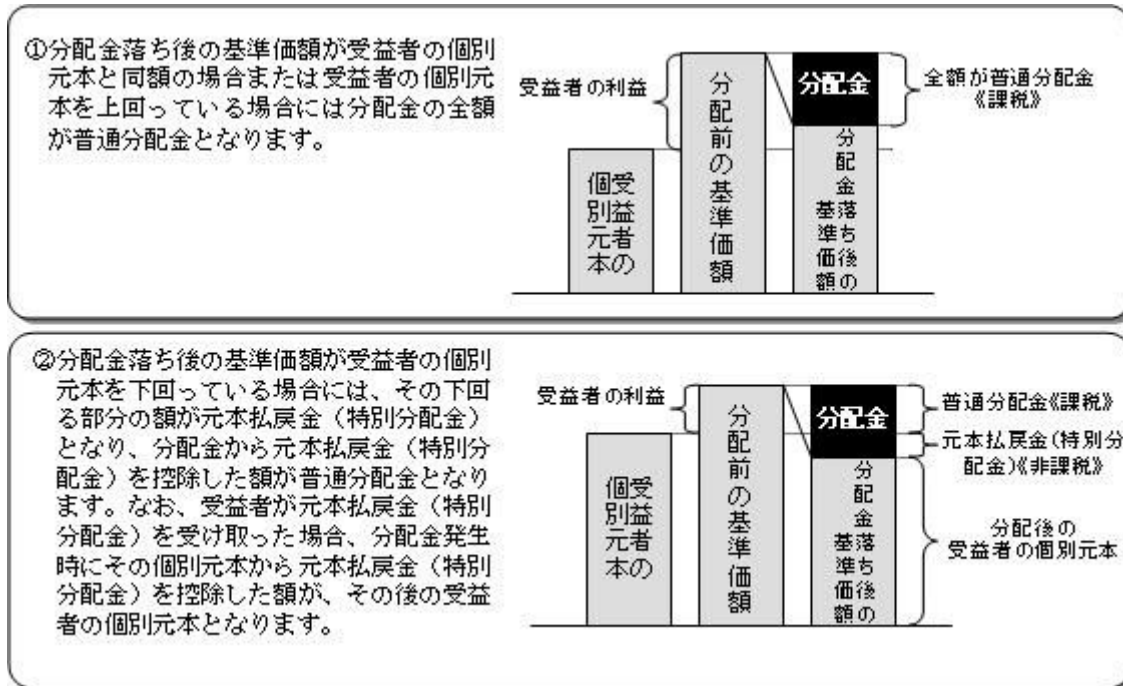 ①分配金落ち後の基準価額が受益者の個別
元本と同額の場合または受益者の個別元
本を上回っている場合には分配金の全額
が普通分配金となります。
受益者の利益
個別元本
受益者の
分配前の基準価額
分配金
分配金落ち後の
基準価額
全額が普通分配金
《課税》
②分配金落ち後の基準価額が受益者の個別
元本を下回っている場合には、その下回
る部分の額が元本払戻金(特別分配金)
となり、分配金から元本払戻金(特別分
配金)を控除した額が普通分配金となり
ます。なお、受益者が元本払戻金(特別
分配金)を受け取った場合、分配金発生
時にその個別元本から元本払戻金(特別
分配金)を控除した額が、その後の受益
者の個別元本となります。
受益者の利益
受益者の
個別元本
分配前の基準価額
分配金
分配金落ち後の
基準価額
普通分配金《課税》
元本払戻金(特別分
配金)《非課税》
分配後の
受益者の個別元本